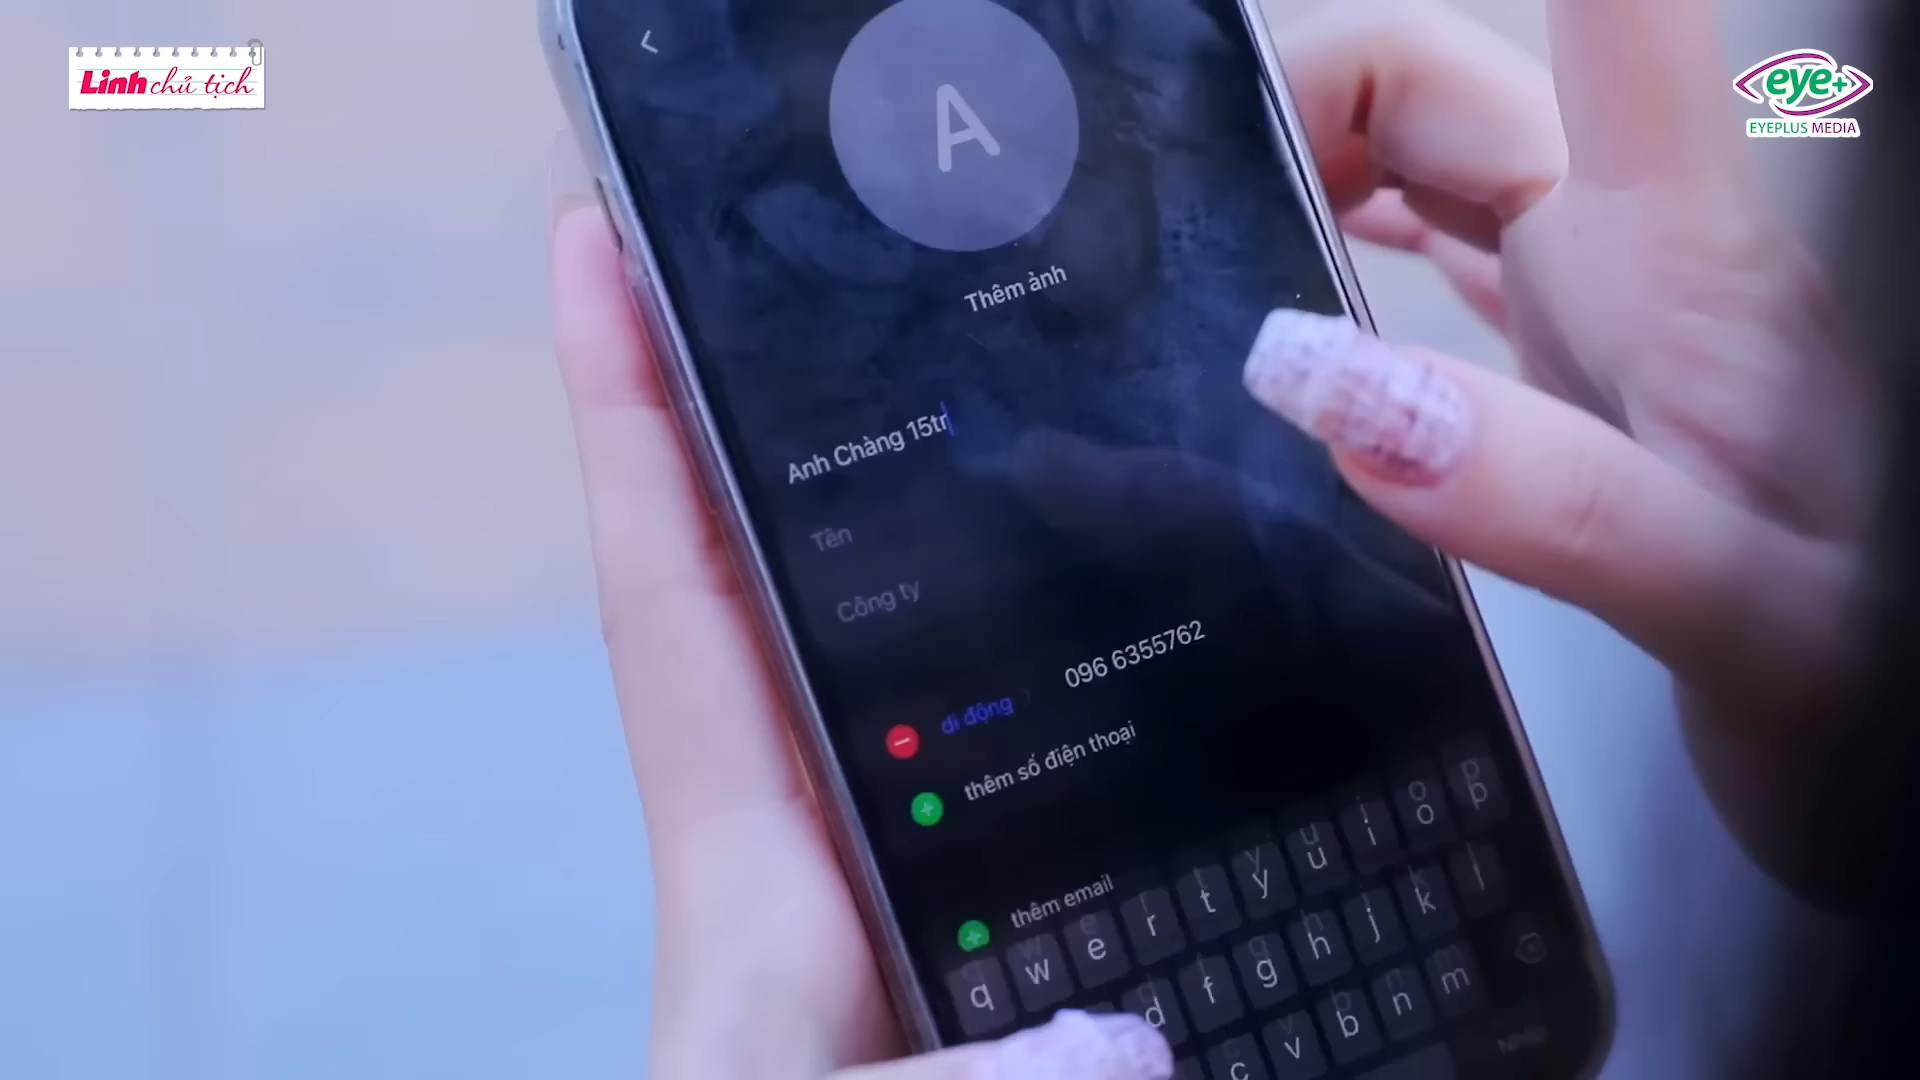 Linh chủ tịch
eye+
EYEPLUS MEDIA
A
Thêm ảnh
Anh Chàng 15tr
Tên
Công ty
di động
096 6355762
thêm số điện thoại
thêm email
q w e r t y u i o p
d f g h j k l
c v b n m